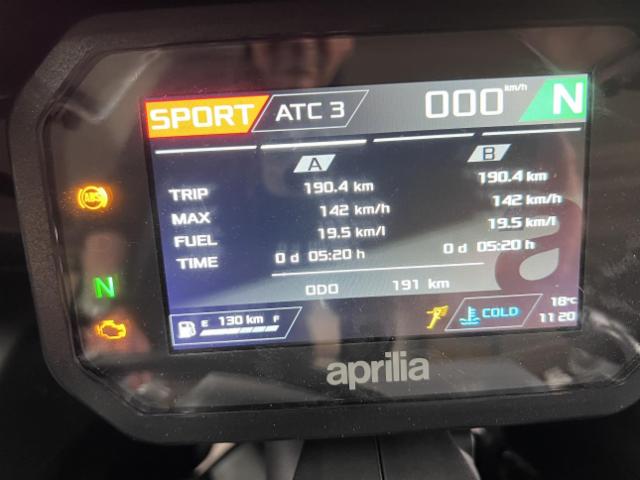 SPORT ATC 3 000 km/h N
A B
TRIP 190.4 km 190.4 km
MAX 142 km/h 142 km/h
FUEL 19.5 km/l 19.5 km/l
TIME 0 d 05:20 h 0 d 05:20 h
ODO 191 km
E 130 km F COLD 18°C
11:20
ABS
N
a
aprilia